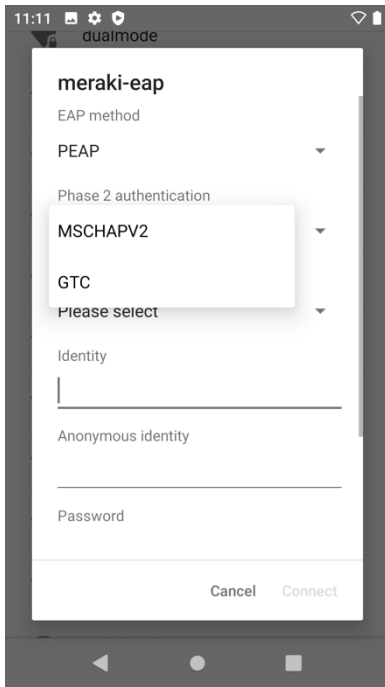 11:11
dualmode
meraki-eap
EAP method
PEAP
Phase 2 authentication
MSCHAPV2
GTC
Please select
Identity
Anonymous identity
Password
Cancel Connect